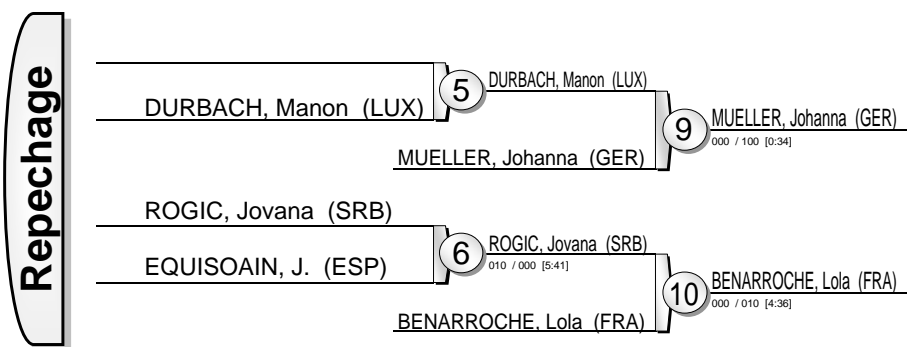 Repechage
DURBACH, Manon (LUX)
5
DURBACH, Manon (LUX)
MUELLER, Johanna (GER)
9
MUELLER, Johanna (GER)
000 / 100 [0:34]
ROGIC, Jovana (SRB)
EQUISOAIN, J. (ESP)
6
ROGIC, Jovana (SRB)
010 / 000 [5:41]
BENARROCHE, Lola (FRA)
10
BENARROCHE, Lola (FRA)
000 / 010 [4:36]